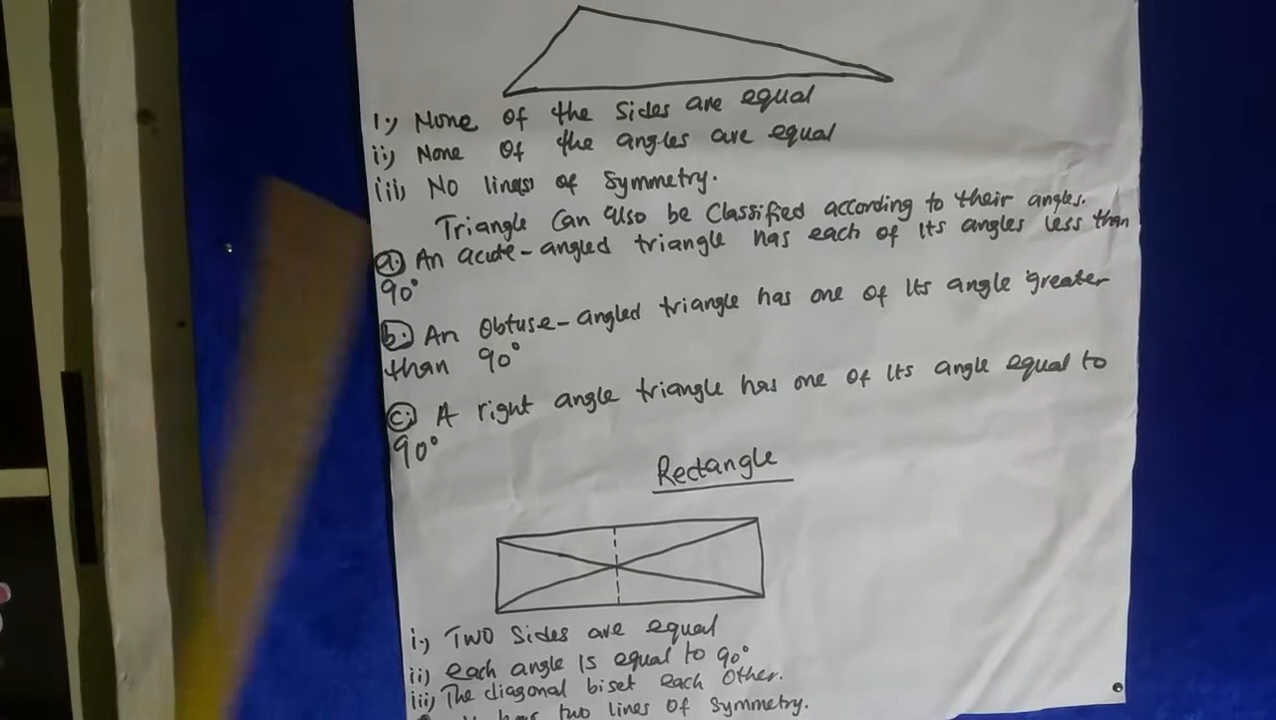 i) None of the sides are equal
ii) None of the angles are equal
iii) No lines of symmetry.
Triangle can also be classified according to their angles.
a. An acute-angled triangle has each of its angles less than
90°
b. An Obtuse-angled triangle has one of its angle greater
than 90°
c. A right angle triangle has one of its angle equal to
90°
Rectangle
i) Two sides are equal
ii) each angle is equal to 90°
iii) The diagonal biset each other.
has two lines of symmetry.